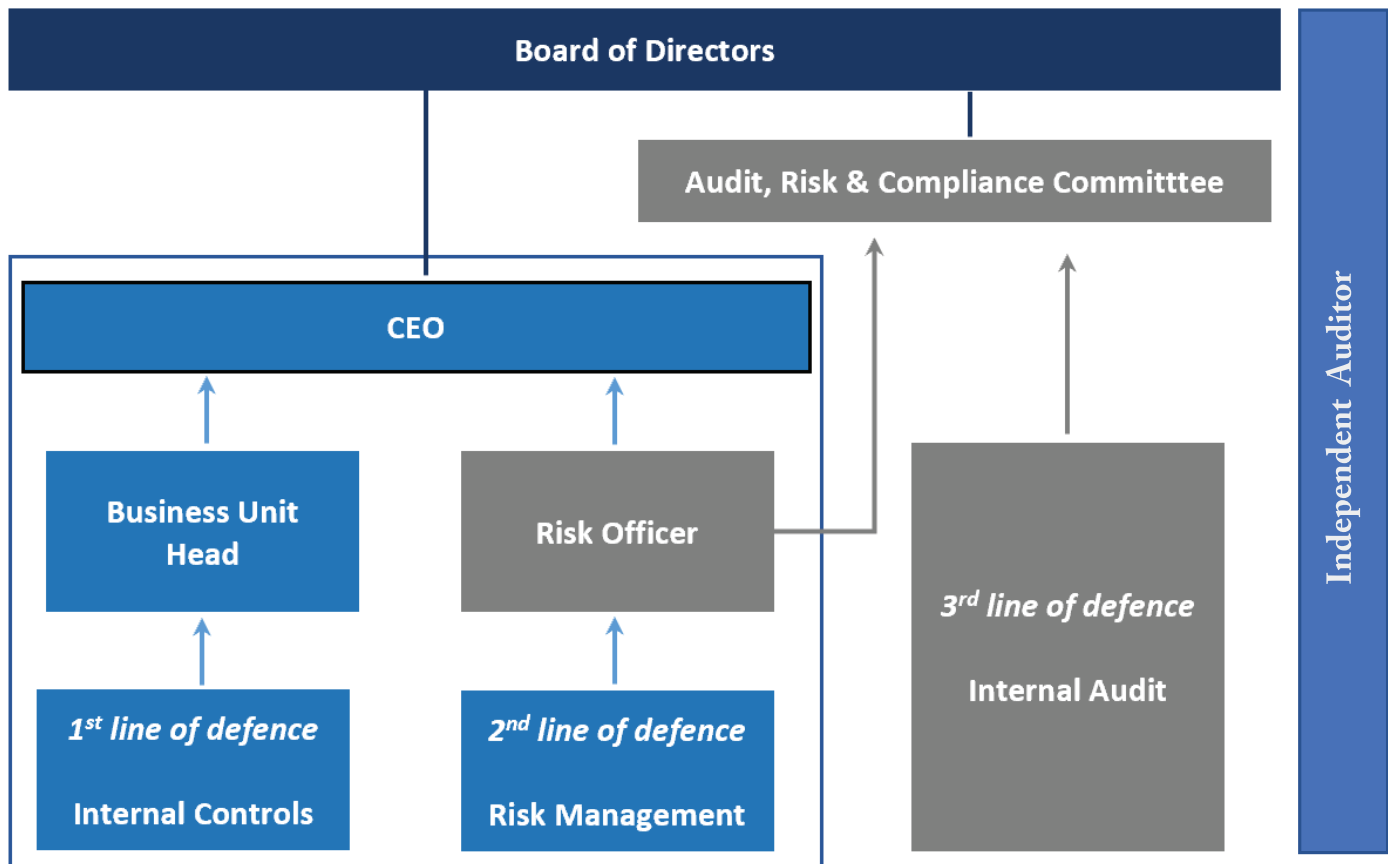 Board of Directors
Audit, Risk & Compliance Committtee
CEO
Business Unit
Head
Risk Officer
1st line of defence
Internal Controls
2nd line of defence
Risk Management
3rd line of defence
Internal Audit
Independent Auditor